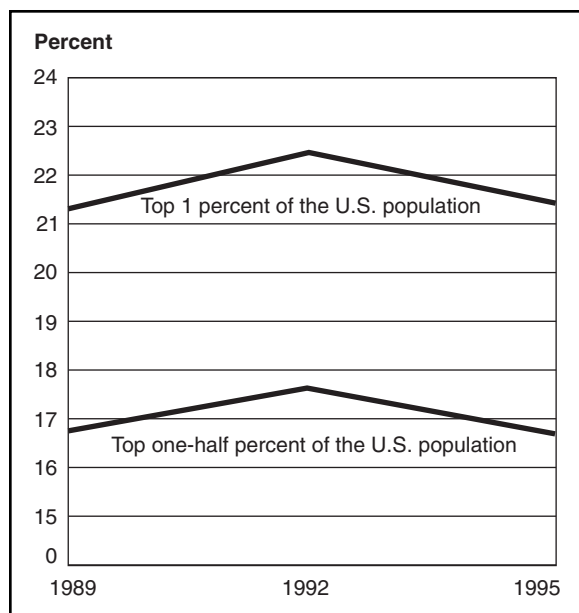 Percent
24
23
22
Top 1 percent of the U.S. population
21
20
19
18
17
Top one-half percent of the U.S. population
16
15
0
1989 1992 1995